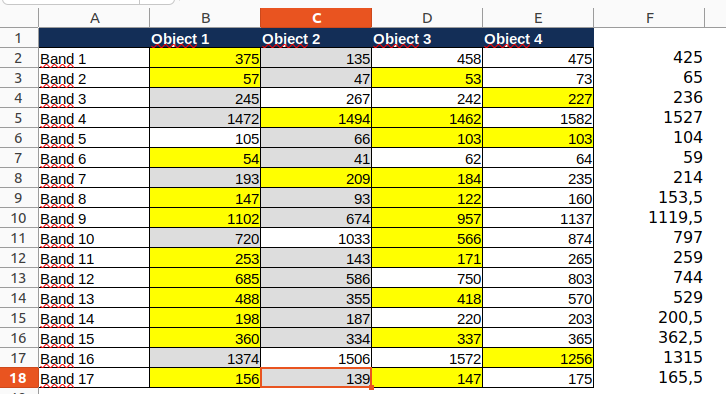 A B C D E F
1 Object 1 Object 2 Object 3 Object 4
2 Band 1 375 135 458 475 425
3 Band 2 57 47 53 73 65
4 Band 3 245 267 242 227 236
5 Band 4 1472 1494 1462 1582 1527
6 Band 5 105 66 103 103 104
7 Band 6 54 41 62 64 59
8 Band 7 193 209 184 235 214
9 Band 8 147 93 122 160 153,5
10 Band 9 1102 674 957 1137 1119,5
11 Band 10 720 1033 566 874 797
12 Band 11 253 143 171 265 259
13 Band 12 685 586 750 803 744
14 Band 13 488 355 418 570 529
15 Band 14 198 187 220 203 200,5
16 Band 15 360 334 337 365 362,5
17 Band 16 1374 1506 1572 1256 1315
18 Band 17 156 139 147 175 165,5